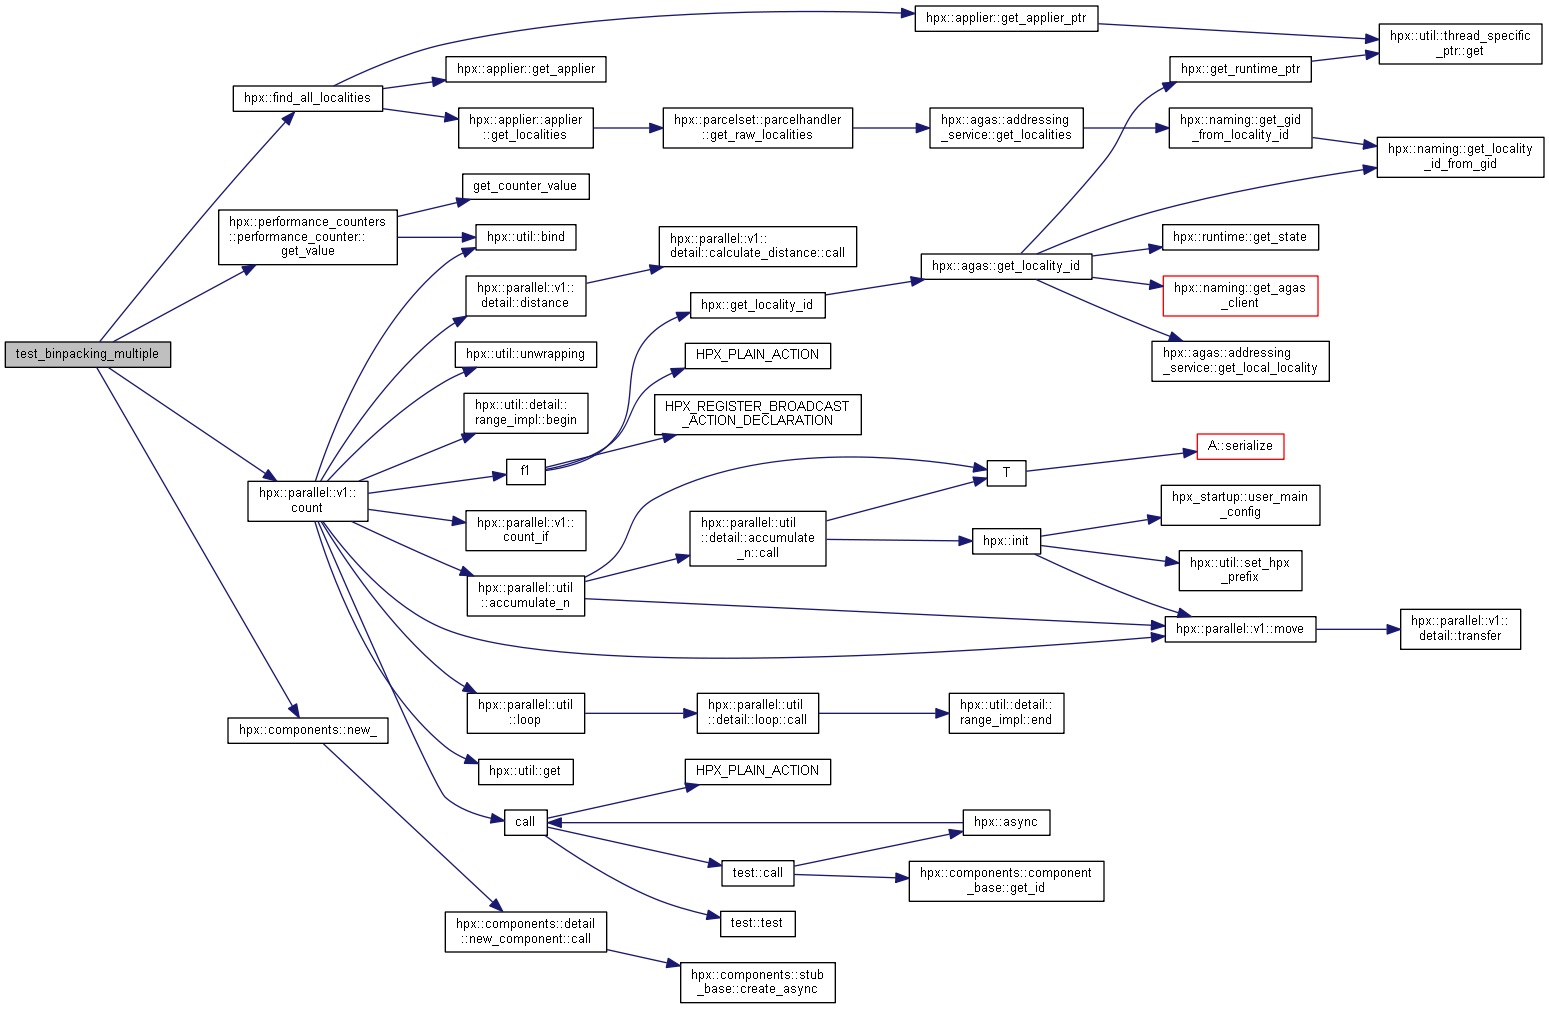 test_binpacking_multiple
hpx::find_all_localities
hpx::performance_counters
::performance_counter::
get_value
hpx::parallel::v1::
count
hpx::components::new_
hpx::applier::get_applier
hpx::applier::applier
::get_localities
get_counter_value
hpx::util::bind
hpx::parallel::v1::
detail::distance
hpx::util::unwrapping
hpx::util::detail::
range_impl::begin
f1
hpx::parallel::v1::
count_if
hpx::parallel::util
::accumulate_n
hpx::parallel::util
::loop
hpx::util::get
call
hpx::components::detail
::new_component::call
hpx::parcelset::parcelhandler
::get_raw_localities
hpx::parallel::v1::
detail::calculate_distance::call
hpx::get_locality_id
HPX_PLAIN_ACTION
HPX_REGISTER_BROADCAST
_ACTION_DECLARATION
hpx::parallel::util
::detail::accumulate
_n::call
hpx::parallel::util
::detail::loop::call
HPX_PLAIN_ACTION
test::call
test::test
hpx::components::stub
_base::create_async
hpx::applier::get_applier_ptr
hpx::agas::addressing
_service::get_localities
hpx::agas::get_locality_id
T
hpx::init
hpx::util::detail::
range_impl::end
hpx::async
hpx::components::component
_base::get_id
hpx::get_runtime_ptr
hpx::naming::get_gid
_from_locality_id
hpx::runtime::get_state
hpx::naming::get_agas
_client
hpx::agas::addressing
_service::get_local_locality
A::serialize
hpx_startup::user_main
_config
hpx::util::set_hpx
_prefix
hpx::parallel::v1::move
hpx::util::thread_specific
_ptr::get
hpx::naming::get_locality
_id_from_gid
hpx::parallel::v1::
detail::transfer